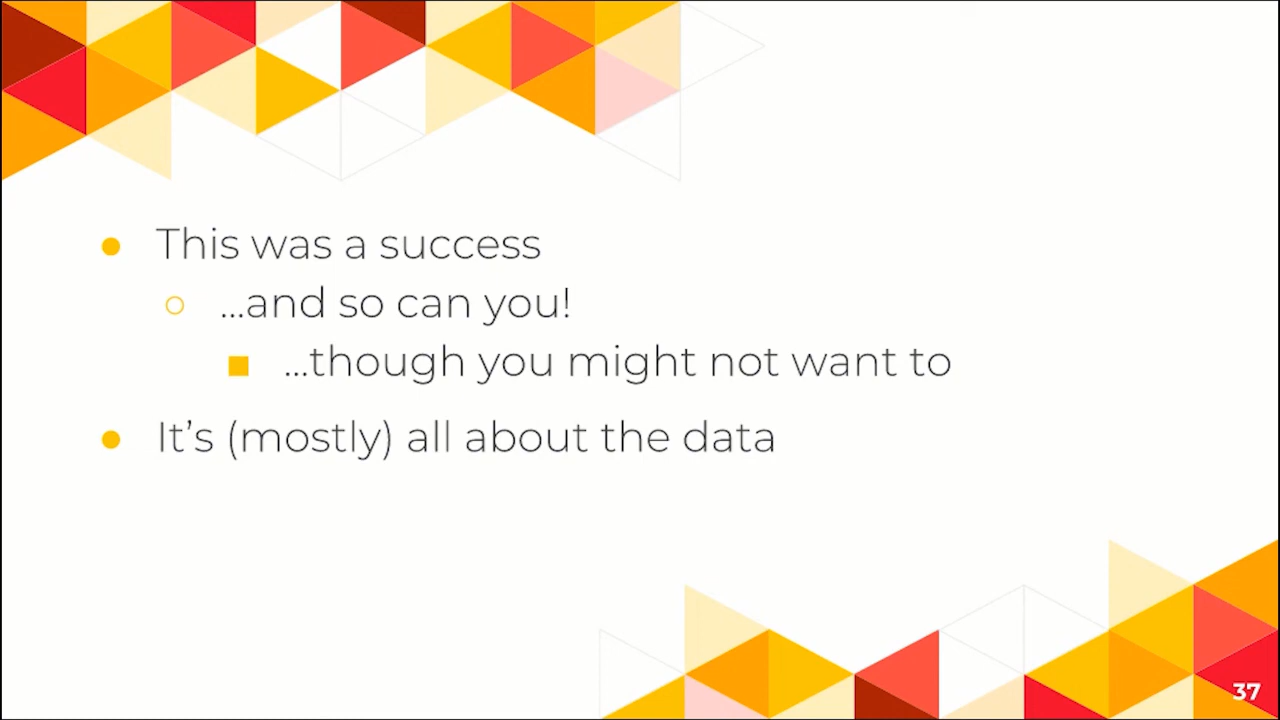 This was a success
...and so can you!
...though you might not want to
It's (mostly) all about the data
37